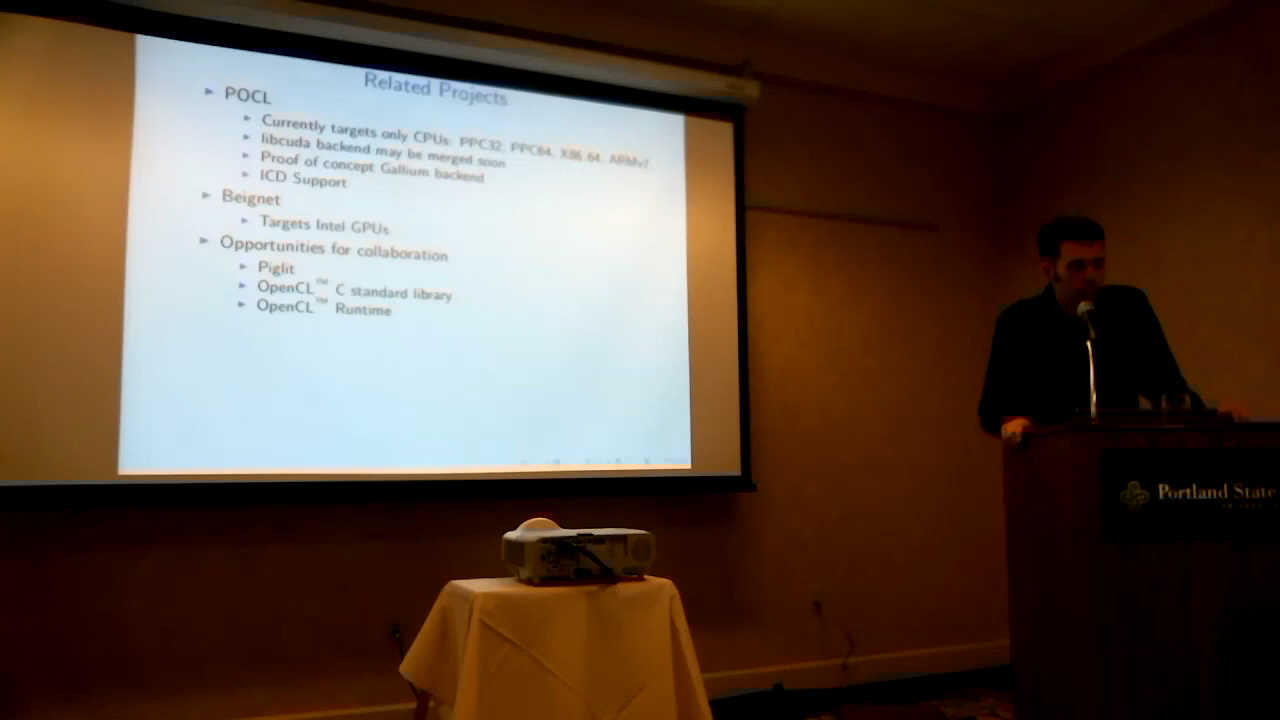 Related Projects
POCL
Currently targets only CPUs: PPC32, PPC64, X86_64, ARMv7
libcuda backend may be merged soon
Proof of concept Gallium backend
ICD Support
Beignet
Targets Intel GPUs
Opportunities for collaboration
Piglit
OpenCL™ C standard library
OpenCL™ Runtime
Portland State